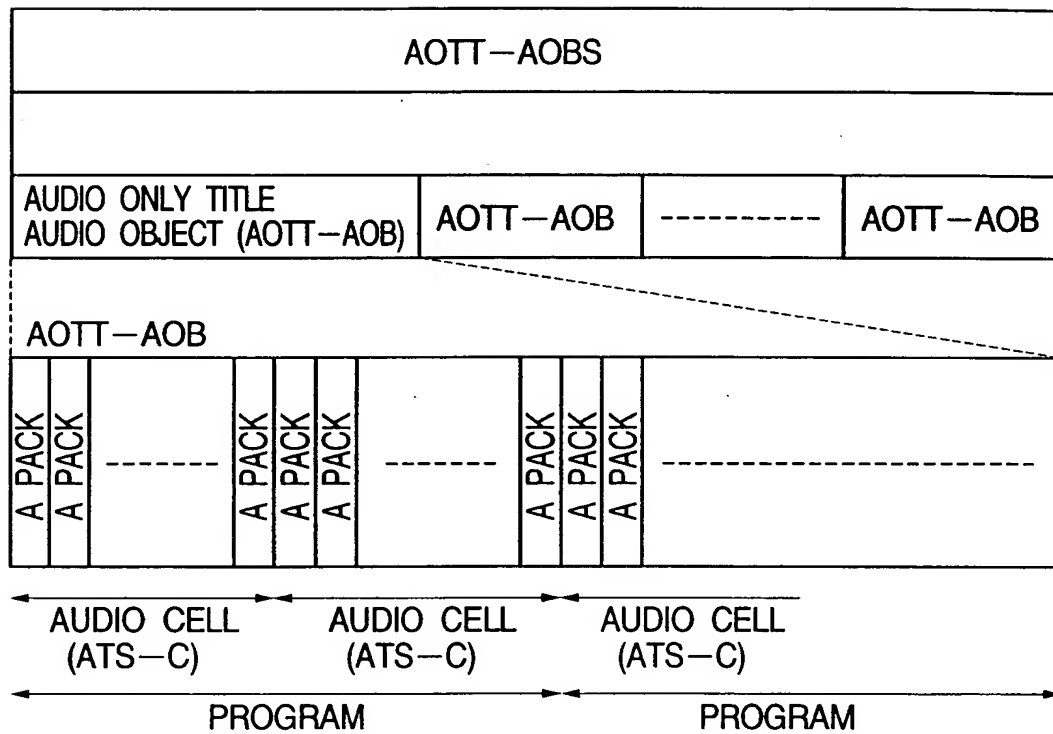 AOTT-AOBS
AUDIO ONLY TITLE
AUDIO OBJECT (AOTT-AOB)
AOTT-AOB
AOTT-AOB
AOTT-AOB
A PACK
A PACK
A PACK
A PACK
A PACK
A PACK
A PACK
A PACK
AUDIO CELL
(ATS-C)
AUDIO CELL
(ATS-C)
AUDIO CELL
(ATS-C)
PROGRAM
PROGRAM